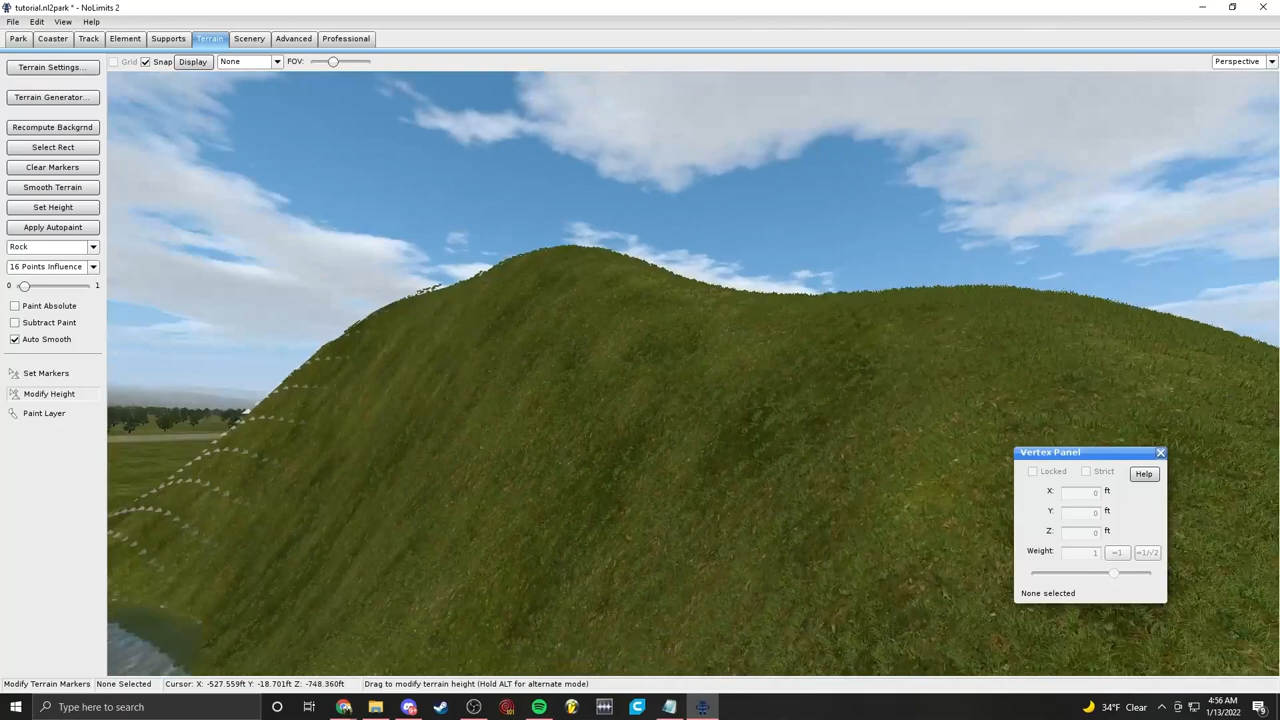 tutorial.nl2park * - NoLimits 2
File Edit View Help
Park Coaster Track Element Supports Terrain Scenery Advanced Professional
Terrain Settings... Grid Snap Display None FOV: Perspective
Terrain Generator...
Recompute Backgrnd
Select Rect
Clear Markers
Smooth Terrain
Set Height
Apply Autopaint
Rock
16 Points Influence
0 1
Paint Absolute
Subtract Paint
Auto Smooth
Set Markers
Modify Height
Paint Layer
Vertex Panel
Locked Strict Help
X: 0 ft
Y: 0 ft
Z: 0 ft
Weight: 1 =1 =1/√2
None selected
Modify Terrain Markers None Selected Cursor: X: -527.559ft Y: -18.701ft Z: -748.360ft Drag to modify terrain height (Hold ALT for alternate mode)
Type here to search 34°F Clear 4:56 AM
1/13/2022